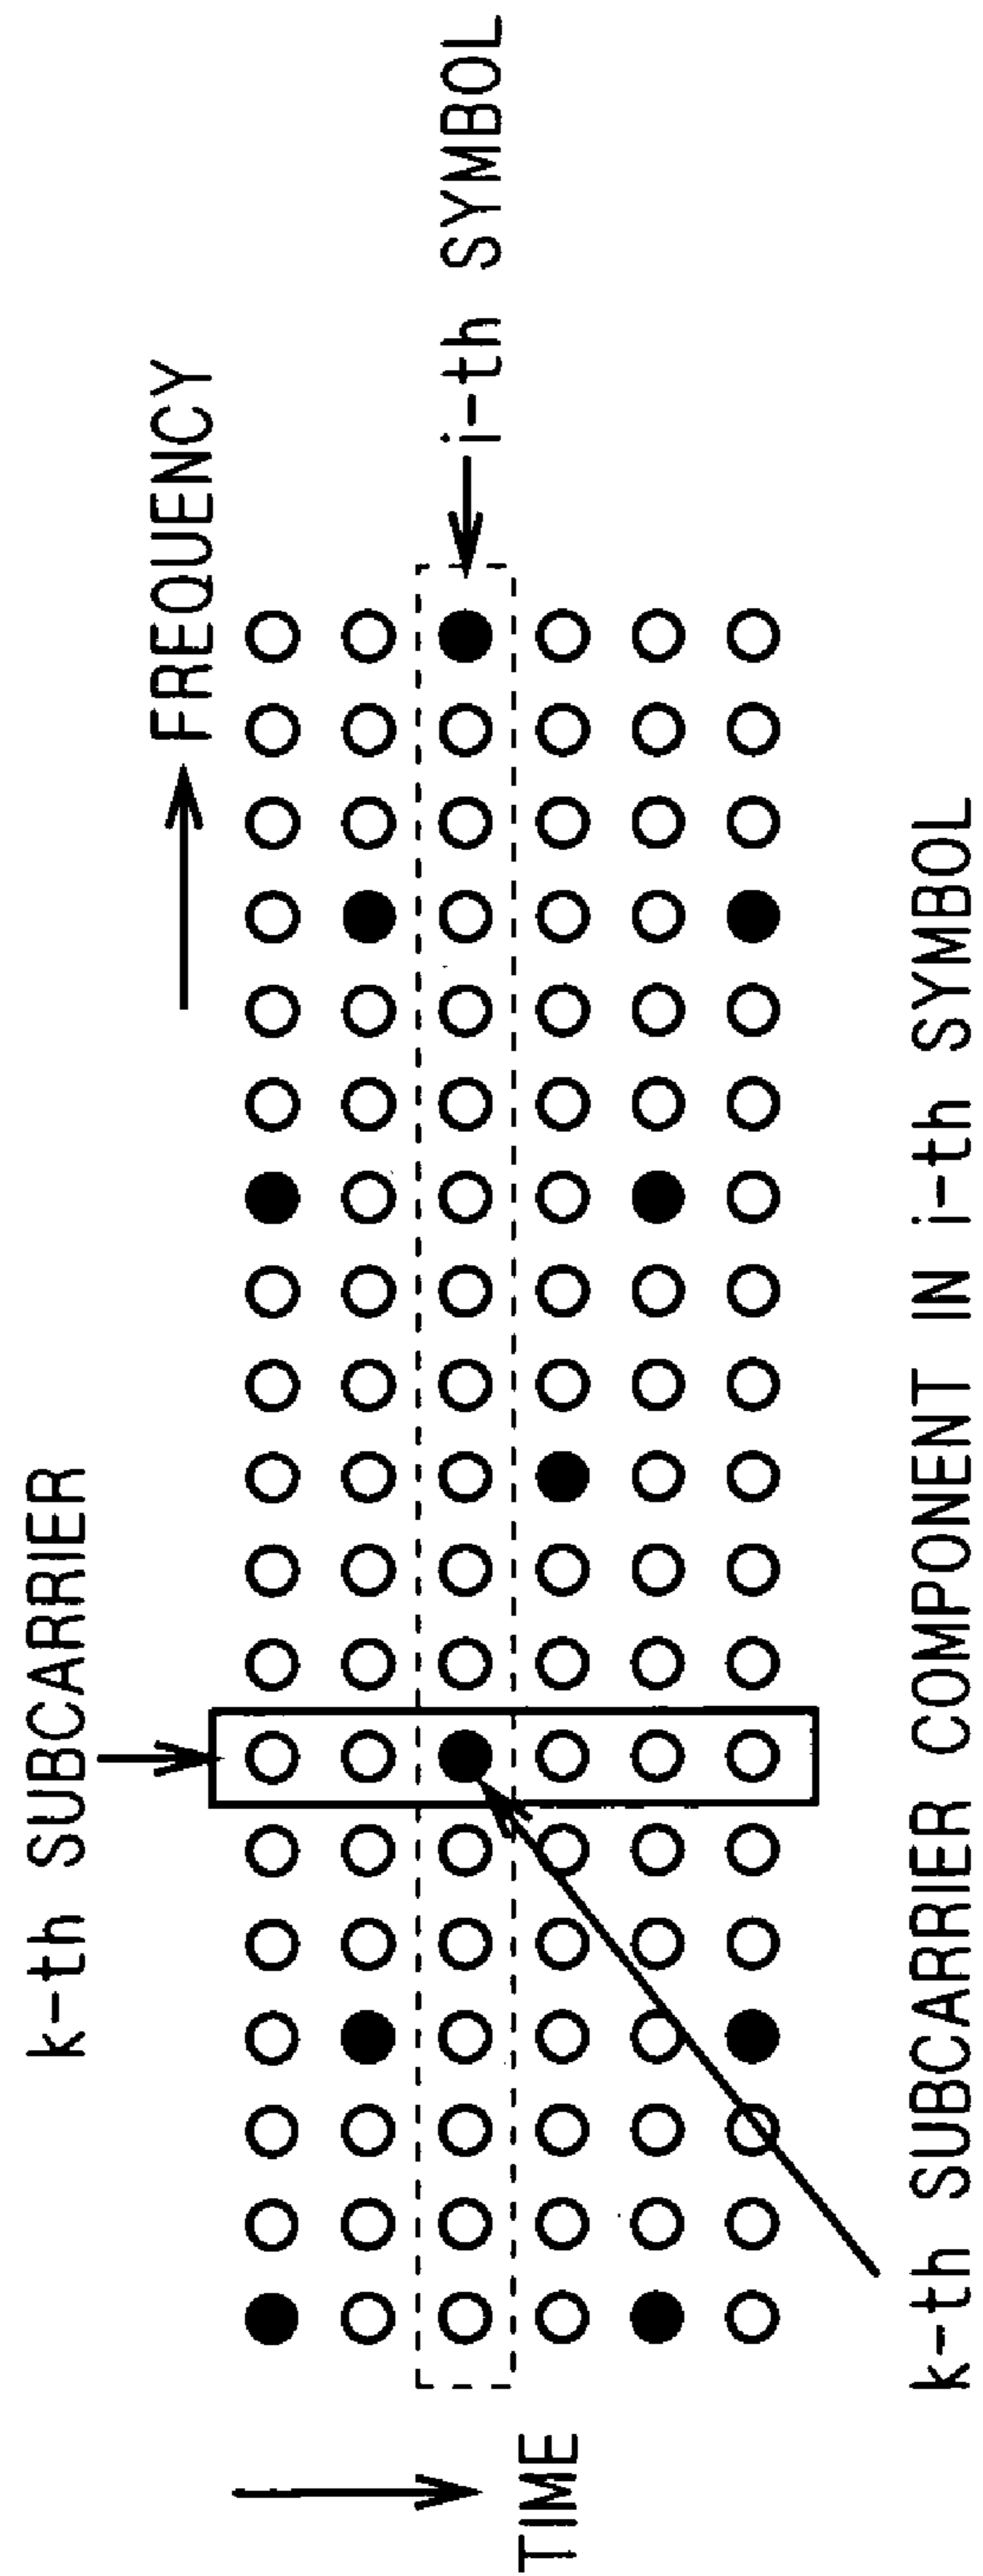 k-th SUBCARRIER
FREQUENCY
i-th SYMBOL
TIME
k-th SUBCARRIER COMPONENT IN i-th SYMBOL